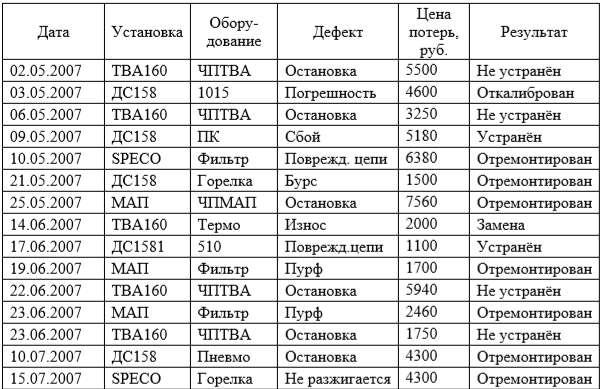 Дата Установка Обору-дование Дефект Цена потерь, руб. Результат
02.05.2007 ТВА160 ЧПТВА Остановка 5500 Не устранён
03.05.2007 ДС158 1015 Погрешность 4600 Откалиброван
06.05.2007 ТВА160 ЧПТВА Остановка 3250 Не устранён
09.05.2007 ДС158 ПК Сбой 5180 Устранён
10.05.2007 SPECO Фильтр Поврежд. цепи 6380 Отремонтирован
21.05.2007 ДС158 Горелка Бурс 1500 Отремонтирован
25.05.2007 МАП ЧПМАП Остановка 7560 Отремонтирован
14.06.2007 ТВА160 Термо Износ 2000 Замена
17.06.2007 ДС1581 510 Поврежд.цепи 1100 Устранён
19.06.2007 МАП Фильтр Пурф 1700 Отремонтирован
22.06.2007 ТВА160 ЧПТВА Остановка 5940 Не устранён
23.06.2007 МАП Фильтр Пурф 2460 Отремонтирован
23.06.2007 ТВА160 ЧПТВА Остановка 1750 Не устранён
10.07.2007 ДС158 Пневмо Остановка 4300 Отремонтирован
15.07.2007 SPECO Горелка Не разжигается 4300 Отремонтирован